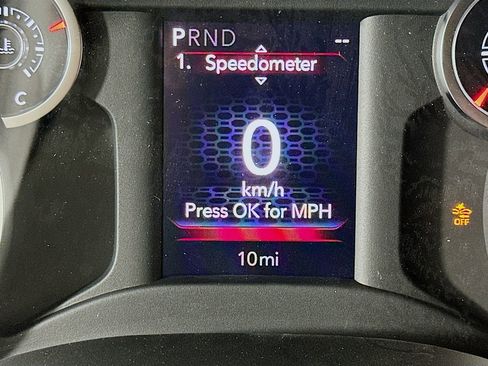 PRND --
1. Speedometer
0
km/h
Press OK for MPH
10mi
C
OFF